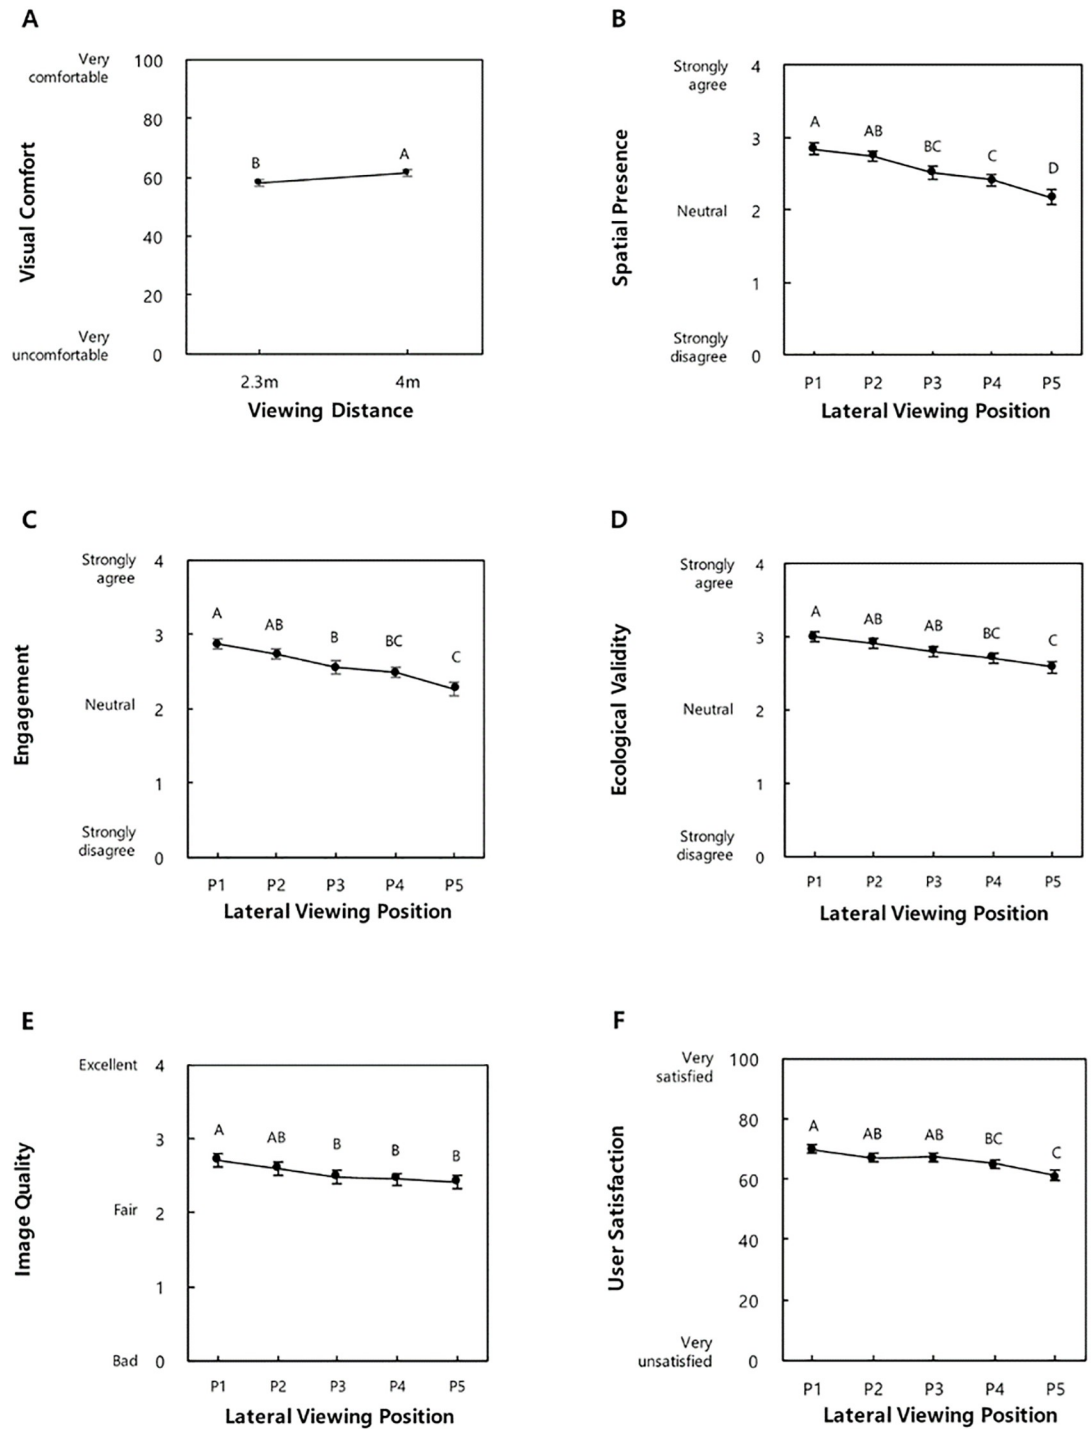 A
Very
comfortable
100
80
60
40
20
Very
uncomfortable
0
B
A
2.3m
4m
Viewing Distance
Visual Comfort
B
Strongly
agree
4
3
Neutral
2
1
Strongly
disagree
0
A
AB
BC
C
D
P1 P2 P3 P4 P5
Lateral Viewing Position
Spatial Presence
C
Strongly
agree
4
3
Neutral
2
1
Strongly
disagree
0
A
AB
B
BC
C
P1 P2 P3 P4 P5
Lateral Viewing Position
Engagement
D
Strongly
agree
4
3
Neutral
2
1
Strongly
disagree
0
A
AB
AB
BC
C
P1 P2 P3 P4 P5
Lateral Viewing Position
Ecological Validity
E
Excellent
4
3
Fair
2
1
Bad
0
A
AB
B
B
B
P1 P2 P3 P4 P5
Lateral Viewing Position
Image Quality
F
Very
satisfied
100
80
60
40
20
Very
unsatisfied
0
A
AB
AB
BC
C
P1 P2 P3 P4 P5
Lateral Viewing Position
User Satisfaction